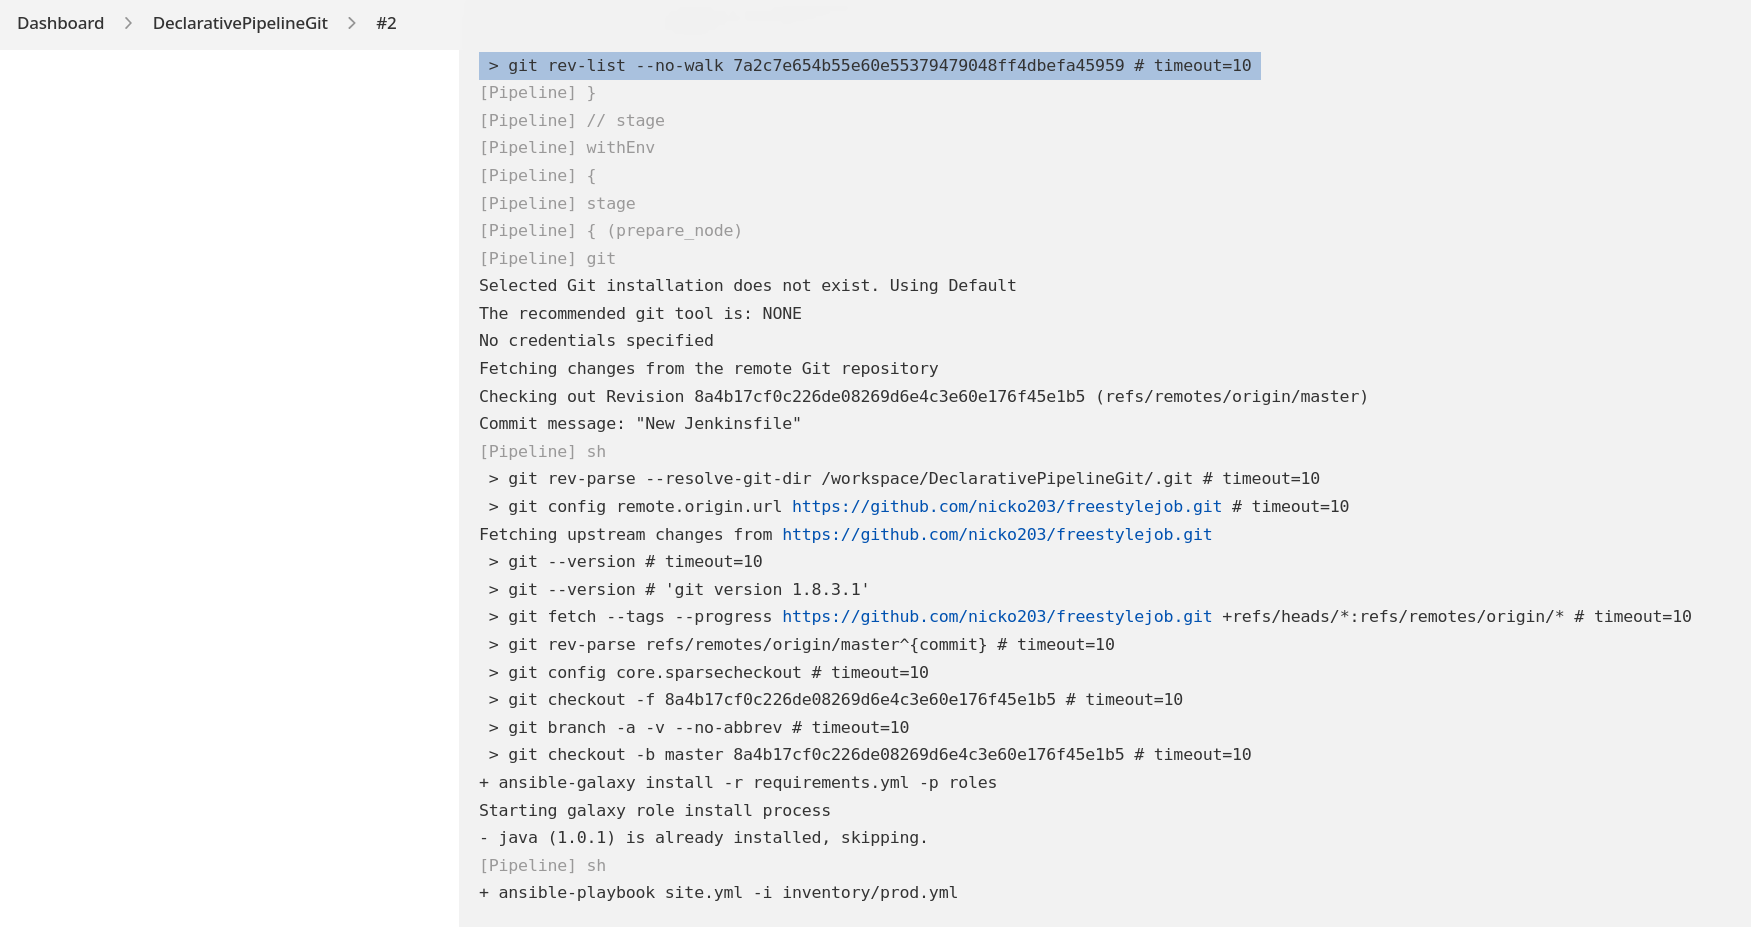 Dashboard > DeclarativePipelineGit > #2
> git rev-list --no-walk 7a2c7e654b55e60e55379479048ff4dbefa45959 # timeout=10
[Pipeline] }
[Pipeline] // stage
[Pipeline] withEnv
[Pipeline] {
[Pipeline] stage
[Pipeline] { (prepare_node)
[Pipeline] git
Selected Git installation does not exist. Using Default
The recommended git tool is: NONE
No credentials specified
Fetching changes from the remote Git repository
Checking out Revision 8a4b17cf0c226de08269d6e4c3e60e176f45e1b5 (refs/remotes/origin/master)
Commit message: "New Jenkinsfile"
[Pipeline] sh
> git rev-parse --resolve-git-dir /workspace/DeclarativePipelineGit/.git # timeout=10
> git config remote.origin.url https://github.com/nicko203/freestylejob.git # timeout=10
Fetching upstream changes from https://github.com/nicko203/freestylejob.git
> git --version # timeout=10
> git --version # 'git version 1.8.3.1'
> git fetch --tags --progress https://github.com/nicko203/freestylejob.git +refs/heads/*:refs/remotes/origin/* # timeout=10
> git rev-parse refs/remotes/origin/master^{commit} # timeout=10
> git config core.sparsecheckout # timeout=10
> git checkout -f 8a4b17cf0c226de08269d6e4c3e60e176f45e1b5 # timeout=10
> git branch -a -v --no-abbrev # timeout=10
> git checkout -b master 8a4b17cf0c226de08269d6e4c3e60e176f45e1b5 # timeout=10
+ ansible-galaxy install -r requirements.yml -p roles
Starting galaxy role install process
- java (1.0.1) is already installed, skipping.
[Pipeline] sh
+ ansible-playbook site.yml -i inventory/prod.yml